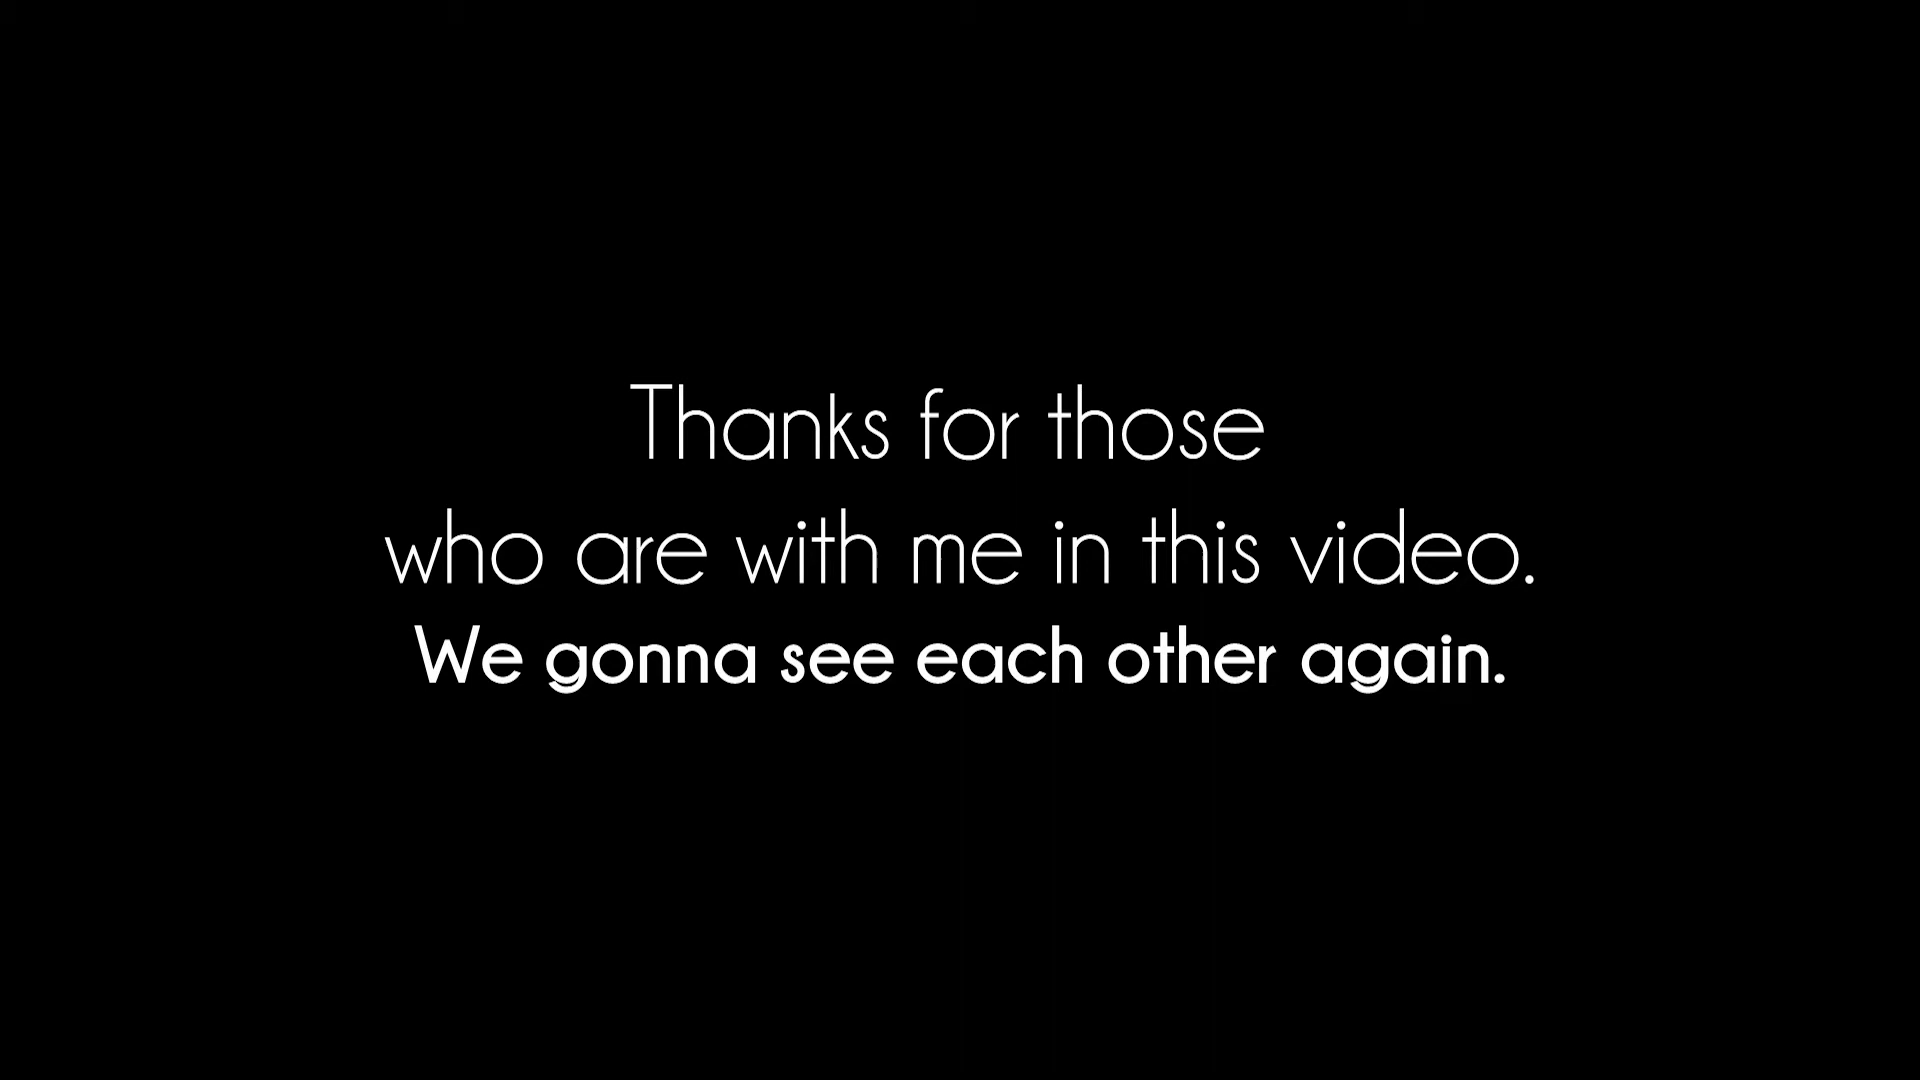 Thanks for those
who are with me in this video.
We gonna see each other again.